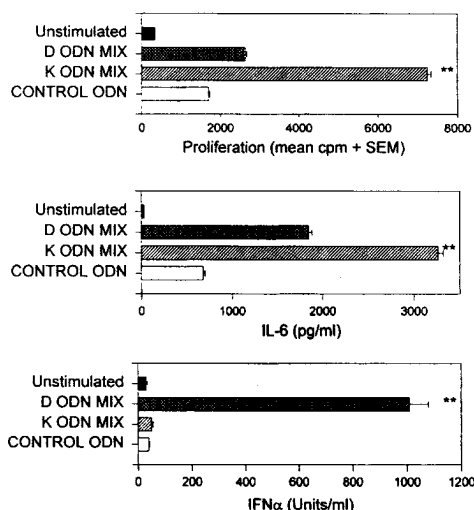 Unstimulated
D ODN MIX
K ODN MIX
**
CONTROL ODN
0 2000 4000 6000 8000
Proliferation (mean cpm + SEM)
Unstimulated
D ODN MIX
K ODN MIX
**
CONTROL ODN
0 1000 2000 3000
IL-6 (pg/ml)
Unstimulated
D ODN MIX
**
K ODN MIX
CONTROL ODN
0 200 400 600 800 1000 1200
IFNα (Units/ml)